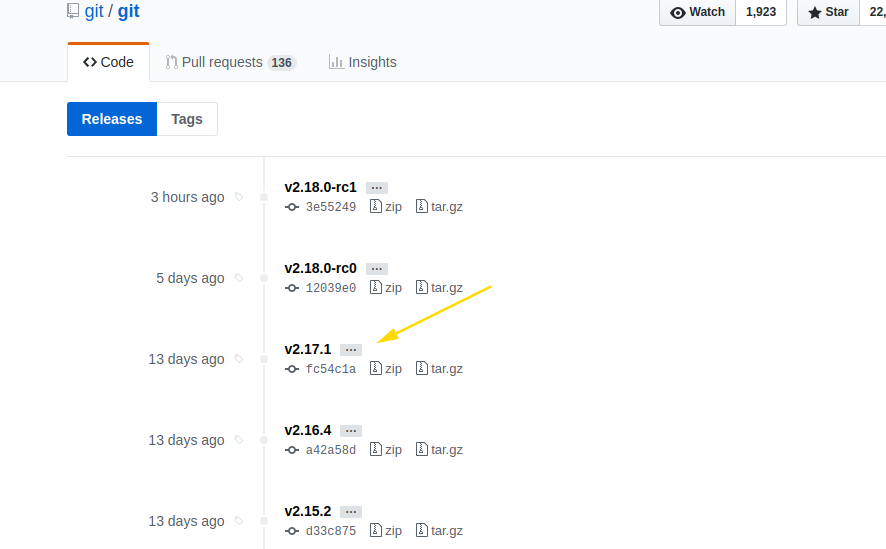 git / git
Watch 1,923 Star 22,
Code Pull requests 136 Insights
Releases Tags
3 hours ago v2.18.0-rc1 ...
3e55249 zip tar.gz
5 days ago v2.18.0-rc0 ...
12039e0 zip tar.gz
13 days ago v2.17.1 ...
fc54c1a zip tar.gz
13 days ago v2.16.4 ...
a42a58d zip tar.gz
13 days ago v2.15.2 ...
d33c875 zip tar.gz